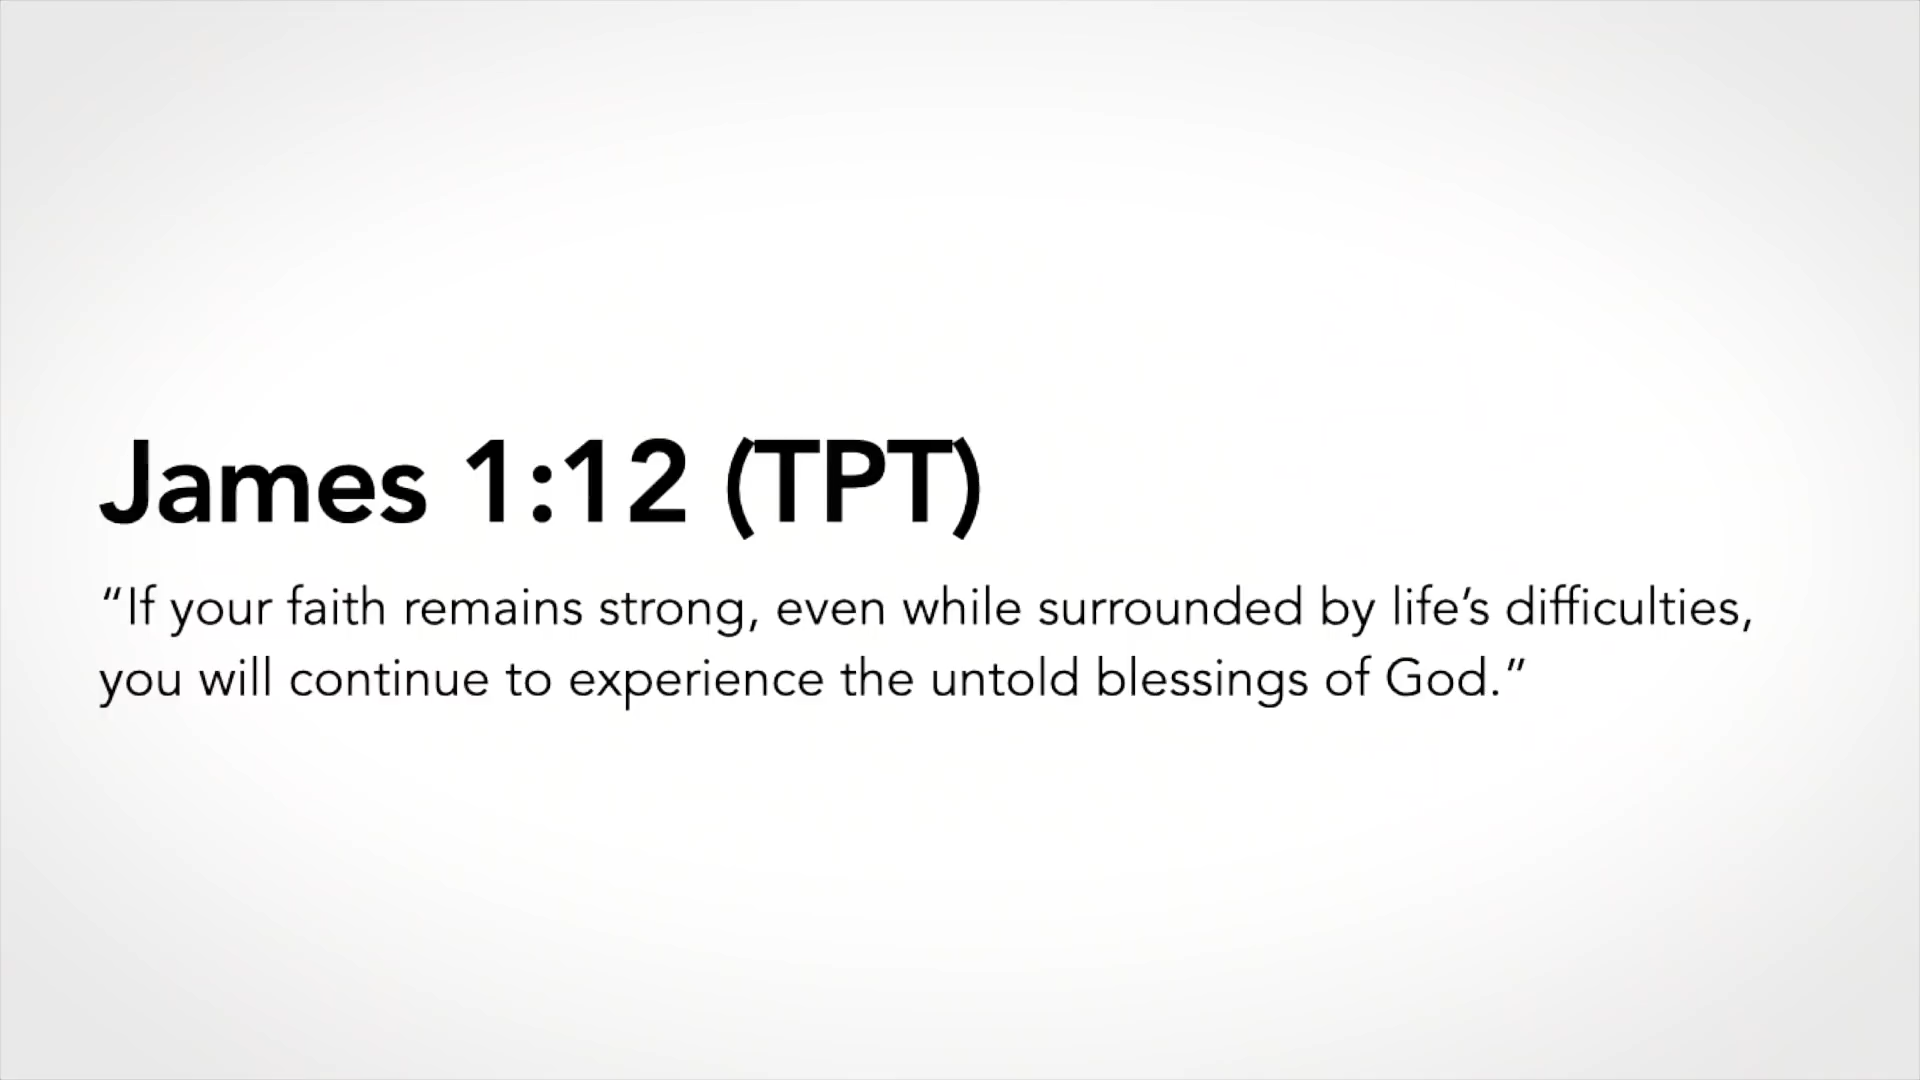 James 1:12 (TPT)
“If your faith remains strong, even while surrounded by life’s difficulties,
you will continue to experience the untold blessings of God.”